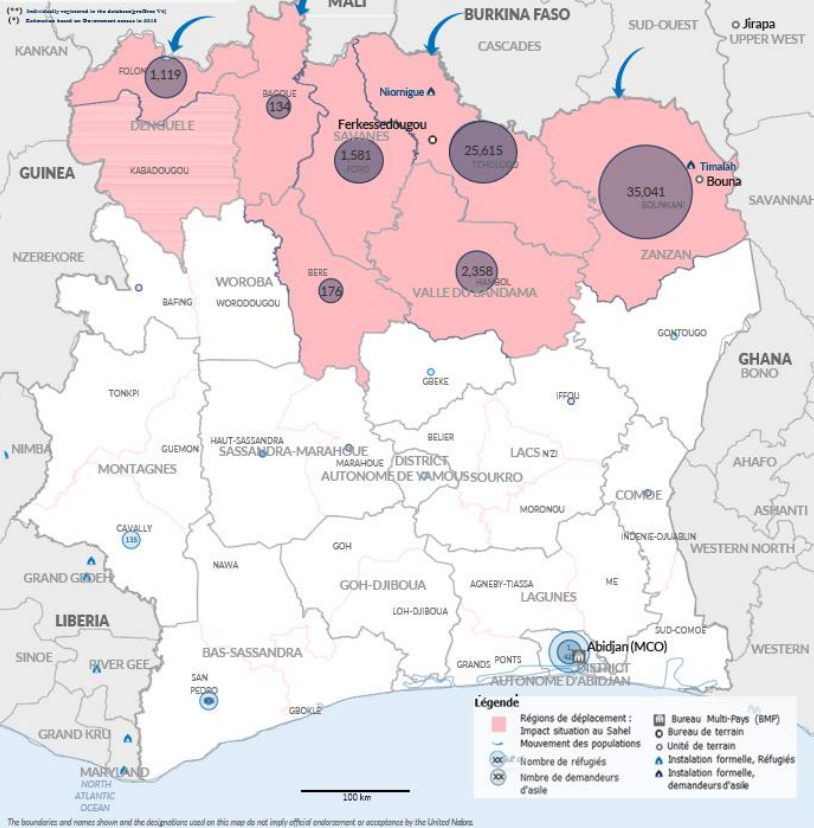 (**) Individually registered in the database(proGres V4)
(*) Estimation based on Government census in 2018
MALI
BURKINA FASO
SUD-OUEST
Jirapa
UPPER WEST
KANKAN
CASCADES
FOLON
1,119
BAGOUE
134
Niornigue
Ferkessedougou
DENGUELE
SAVANES
1,581
PORO
25,615
TCHOLOGO
Timalah
Bouna
35,041
BOUNKANI
GUINEA
KABADOUGOU
SAVANNAH
NZEREKORE
ZANZAN
BERE
176
2,358
HAMBOL
VALLE DU BANDAMA
WOROBA
BAFING
WORODOUGOU
GONTOUGO
GHANA
BONO
GBEKE
IFFOU
TONKPI
NIMBA
GUEMON
MONTAGNES
HAUT-SASSANDRA
SASSANDRA-MARAHOUE
MARAHOUE
BELIER
DISTRICT
AUTONOME DE YAMOUSSOUKRO
LACS
N'ZI
AHAFO
COMOE
MORONOU
ASHANTI
CAVALLY
135
INDENIE-DJUABLIN
WESTERN NORTH
GRAND GEDEH
NAWA
GOH
GOH-DJIBOUA
LOH-DJIBOUA
AGNEBY-TIASSA
LAGUNES
ME
LIBERIA
SINOE
RIVER GEE
BAS-SASSANDRA
SUD-COMOE
WESTERN
Abidjan (MCO)
GRANDS PONTS
DISTRICT
AUTONOME D'ABIDJAN
SAN
PEDRO
GBOKLE
GRAND KRU
MARYLAND
NORTH
ATLANTIC
OCEAN
100 km
Légende
Régions de déplacement :
Impact situation au Sahel
Mouvement des populations
XX Nombre de réfugiés
XX Nmbre de demandeurs
d'asile
Bureau Multi-Pays (BMP)
Bureau de terrain
Unité de terrain
Instalation formelle, Réfugiés
Instalation formelle,
demandeurs d'asile
The boundaries and names shown and the designations used on this map do not imply official endorsement or acceptance by the United Nations.